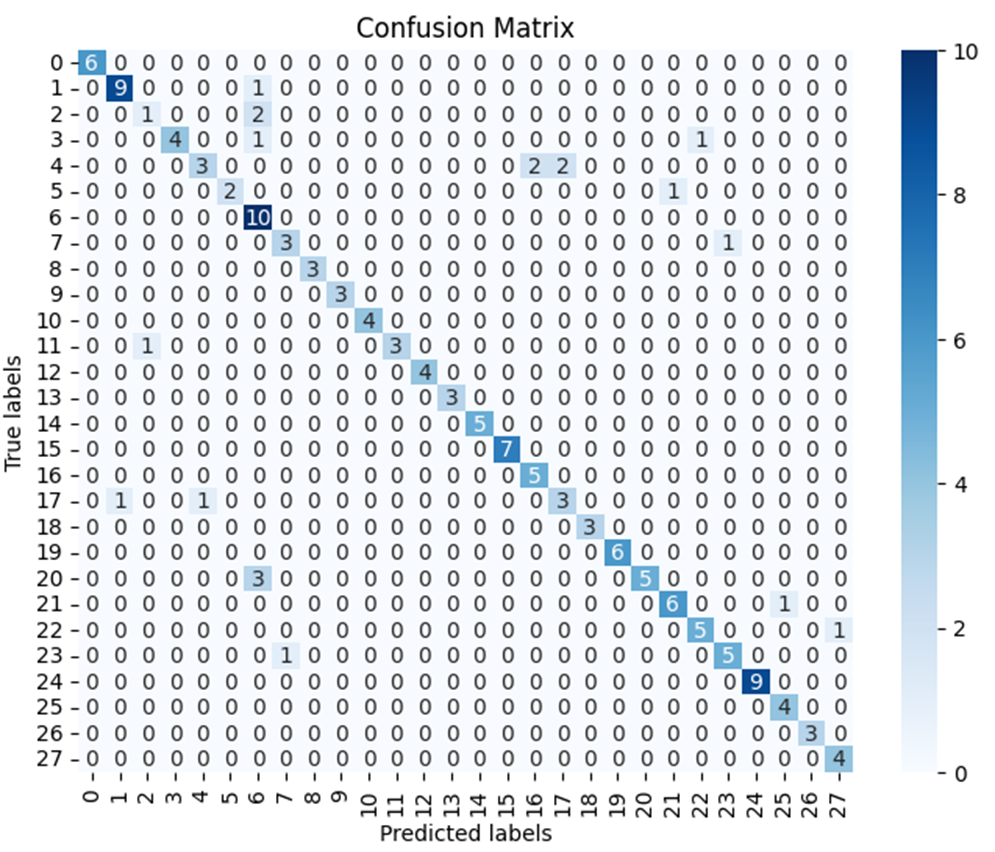 Confusion Matrix
0 6 0 0 0 0 0 0 0 0 0 0 0 0 0 0 0 0 0 0 0 0 0 0 0 0 0 0 0
1 0 9 0 0 0 0 1 0 0 0 0 0 0 0 0 0 0 0 0 0 0 0 0 0 0 0 0 0
2 0 0 1 0 0 0 2 0 0 0 0 0 0 0 0 0 0 0 0 0 0 0 0 0 0 0 0 0
3 0 0 0 4 0 0 1 0 0 0 0 0 0 0 0 0 0 0 0 0 0 0 1 0 0 0 0 0
4 0 0 0 0 3 0 0 0 0 0 0 0 0 0 0 0 2 2 0 0 0 0 0 0 0 0 0 0
5 0 0 0 0 0 2 0 0 0 0 0 0 0 0 0 0 0 0 0 0 0 1 0 0 0 0 0 0
6 0 0 0 0 0 0 10 0 0 0 0 0 0 0 0 0 0 0 0 0 0 0 0 0 0 0 0 0
7 0 0 0 0 0 0 0 3 0 0 0 0 0 0 0 0 0 0 0 0 0 0 0 1 0 0 0 0
8 0 0 0 0 0 0 0 0 3 0 0 0 0 0 0 0 0 0 0 0 0 0 0 0 0 0 0 0
9 0 0 0 0 0 0 0 0 0 3 0 0 0 0 0 0 0 0 0 0 0 0 0 0 0 0 0 0
10 0 0 0 0 0 0 0 0 0 0 4 0 0 0 0 0 0 0 0 0 0 0 0 0 0 0 0 0
11 0 0 1 0 0 0 0 0 0 0 0 3 0 0 0 0 0 0 0 0 0 0 0 0 0 0 0 0
12 0 0 0 0 0 0 0 0 0 0 0 0 4 0 0 0 0 0 0 0 0 0 0 0 0 0 0 0
13 0 0 0 0 0 0 0 0 0 0 0 0 0 3 0 0 0 0 0 0 0 0 0 0 0 0 0 0
14 0 0 0 0 0 0 0 0 0 0 0 0 0 0 5 0 0 0 0 0 0 0 0 0 0 0 0 0
15 0 0 0 0 0 0 0 0 0 0 0 0 0 0 0 7 0 0 0 0 0 0 0 0 0 0 0 0
16 0 0 0 0 0 0 0 0 0 0 0 0 0 0 0 0 5 0 0 0 0 0 0 0 0 0 0 0
17 0 1 0 0 1 0 0 0 0 0 0 0 0 0 0 0 0 3 0 0 0 0 0 0 0 0 0 0
18 0 0 0 0 0 0 0 0 0 0 0 0 0 0 0 0 0 0 3 0 0 0 0 0 0 0 0 0
19 0 0 0 0 0 0 0 0 0 0 0 0 0 0 0 0 0 0 0 6 0 0 0 0 0 0 0 0
20 0 0 0 0 0 0 3 0 0 0 0 0 0 0 0 0 0 0 0 0 5 0 0 0 0 0 0 0
21 0 0 0 0 0 0 0 0 0 0 0 0 0 0 0 0 0 0 0 0 0 6 0 0 0 1 0 0
22 0 0 0 0 0 0 0 0 0 0 0 0 0 0 0 0 0 0 0 0 0 0 5 0 0 0 0 1
23 0 0 0 0 0 0 0 1 0 0 0 0 0 0 0 0 0 0 0 0 0 0 0 5 0 0 0 0
24 0 0 0 0 0 0 0 0 0 0 0 0 0 0 0 0 0 0 0 0 0 0 0 0 9 0 0 0
25 0 0 0 0 0 0 0 0 0 0 0 0 0 0 0 0 0 0 0 0 0 0 0 0 0 4 0 0
26 0 0 0 0 0 0 0 0 0 0 0 0 0 0 0 0 0 0 0 0 0 0 0 0 0 0 3 0
27 0 0 0 0 0 0 0 0 0 0 0 0 0 0 0 0 0 0 0 0 0 0 0 0 0 0 0 4
0 1 2 3 4 5 6 7 8 9 10 11 12 13 14 15 16 17 18 19 20 21 22 23 24 25 26 27
Predicted labels
True labels
10
8
6
4
2
0